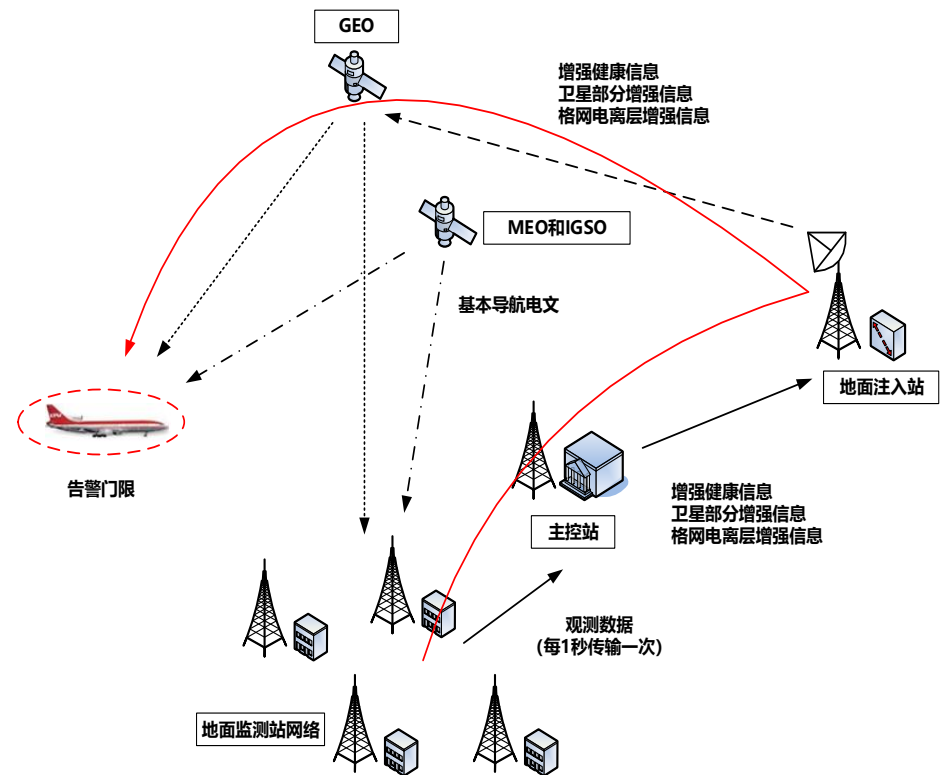 GEO
增强健康信息
卫星部分增强信息
格网电离层增强信息
MEO和IGSO
基本导航电文
地面注入站
告警门限
主控站
增强健康信息
卫星部分增强信息
格网电离层增强信息
观测数据
(每1秒传输一次)
地面监测站网络